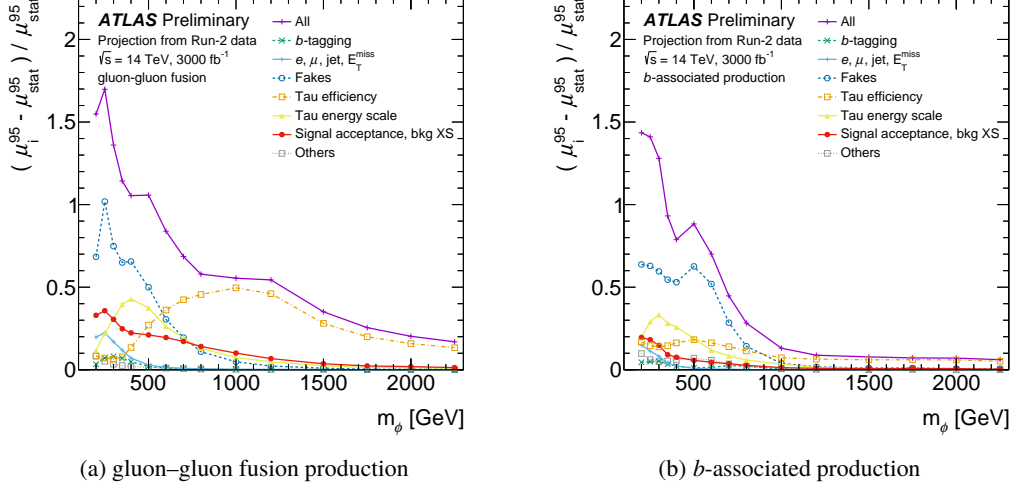 ( μ_i^95 - μ_stat^95 ) / μ_stat^95
2
1.5
1
0.5
0
ATLAS Preliminary
Projection from Run-2 data
√s = 14 TeV, 3000 fb⁻¹
gluon-gluon fusion
All
b-tagging
e, μ, jet, E_T^miss
Fakes
Tau efficiency
Tau energy scale
Signal acceptance, bkg XS
Others
500 1000 1500 2000
m_ϕ [GeV]
(a) gluon–gluon fusion production
( μ_i^95 - μ_stat^95 ) / μ_stat^95
2
1.5
1
0.5
0
ATLAS Preliminary
Projection from Run-2 data
√s = 14 TeV, 3000 fb⁻¹
b-associated production
All
b-tagging
e, μ, jet, E_T^miss
Fakes
Tau efficiency
Tau energy scale
Signal acceptance, bkg XS
Others
500 1000 1500 2000
m_ϕ [GeV]
(b) b-associated production